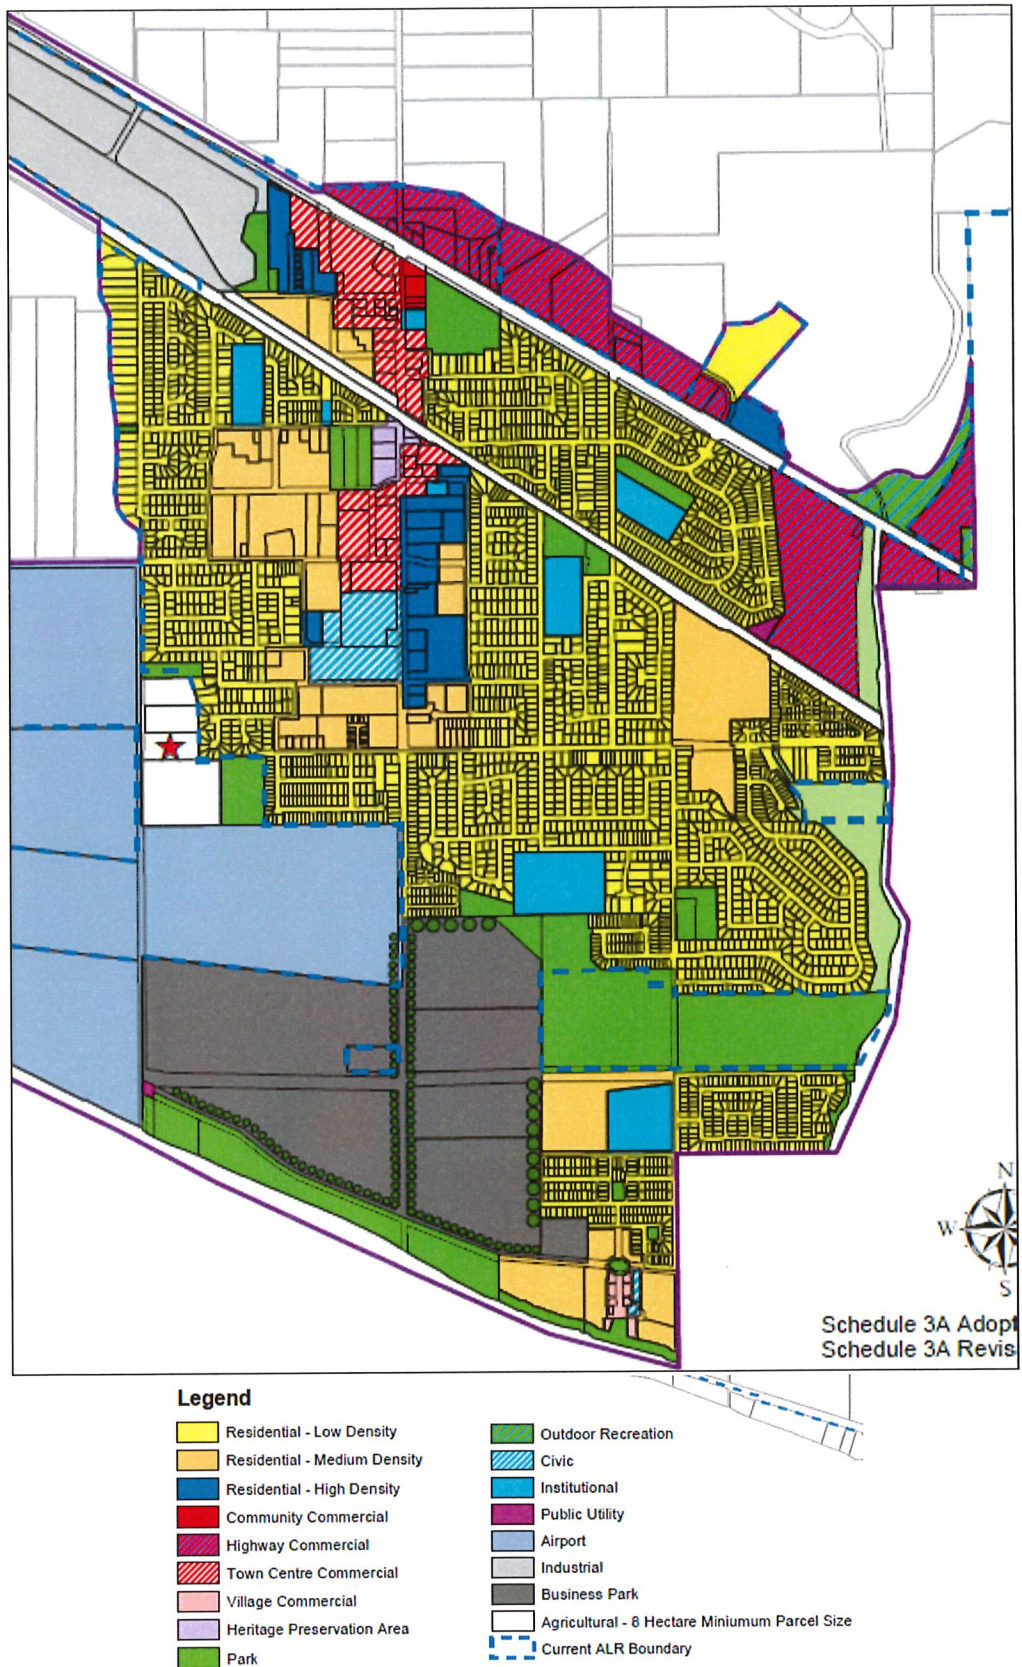 N
W
S
Schedule 3A Adopt
Schedule 3A Revis
Legend
Residential - Low Density
Residential - Medium Density
Residential - High Density
Community Commercial
Highway Commercial
Town Centre Commercial
Village Commercial
Heritage Preservation Area
Park
Outdoor Recreation
Civic
Institutional
Public Utility
Airport
Industrial
Business Park
Agricultural - 8 Hectare Miniumum Parcel Size
Current ALR Boundary